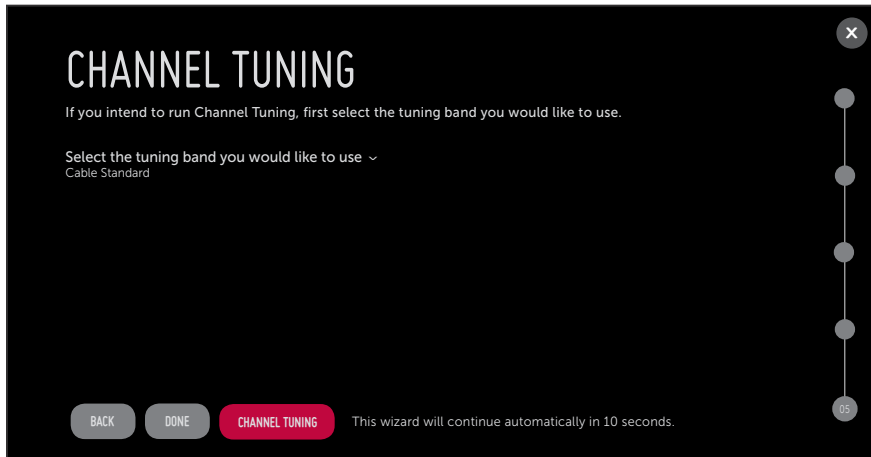 X
CHANNEL TUNING
If you intend to run Channel Tuning, first select the tuning band you would like to use.
Select the tuning band you would like to use
Cable Standard
BACK DONE CHANNEL TUNING This wizard will continue automatically in 10 seconds.
05